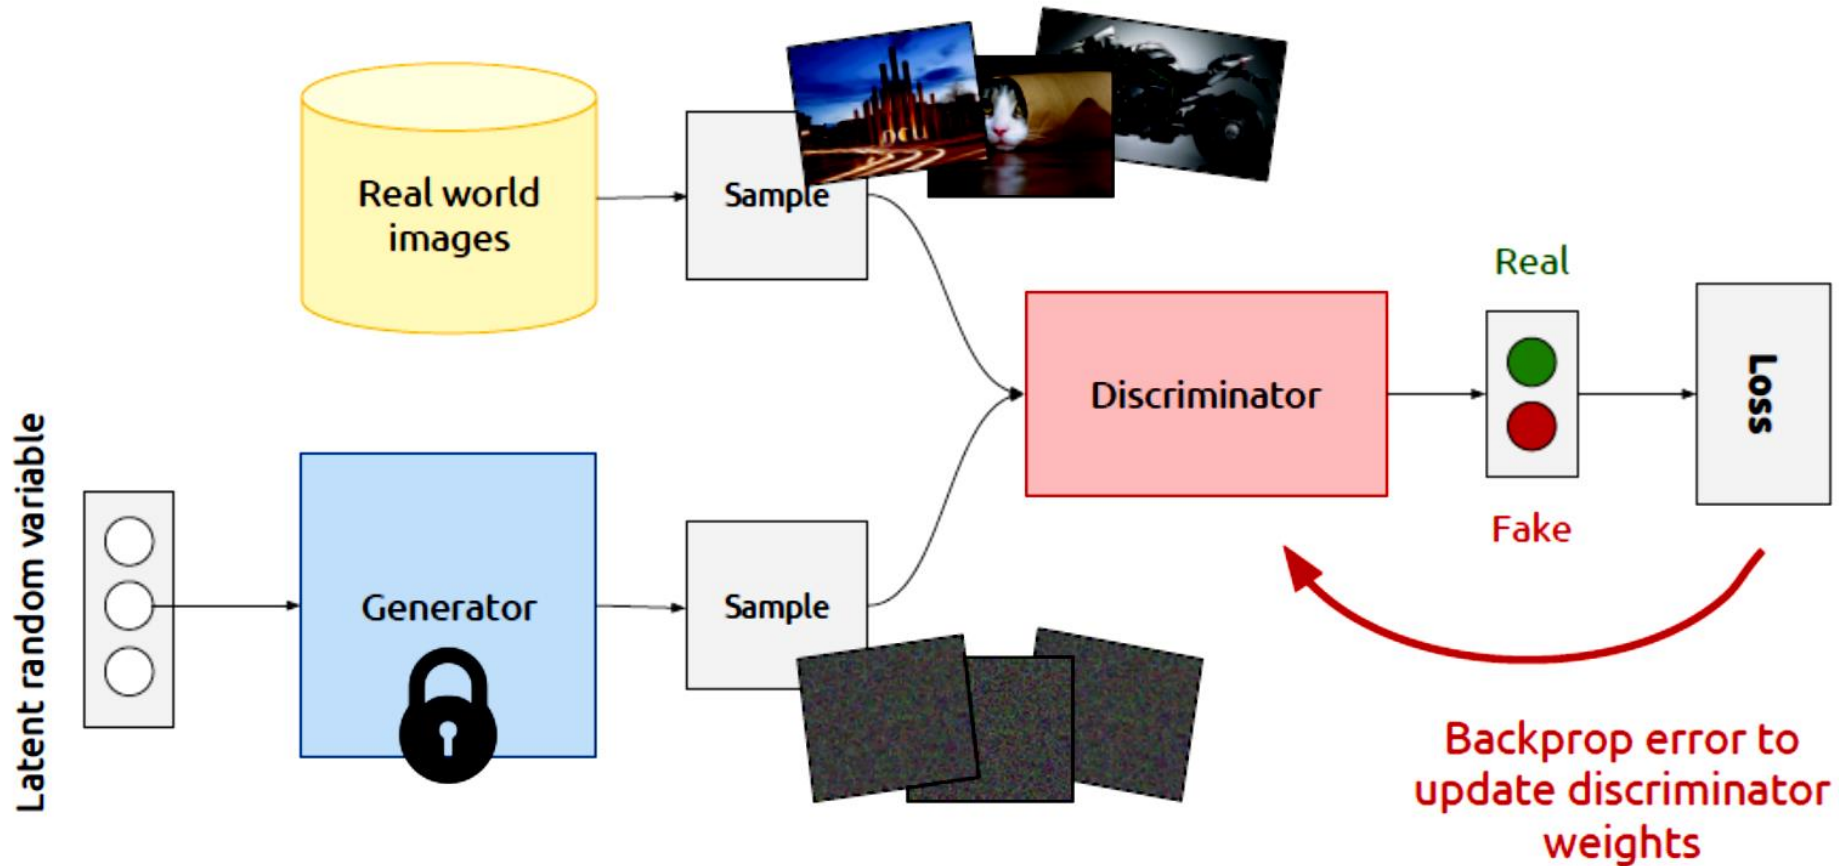 Real world
images
Sample
DCU
Real
Discriminator
Loss
Fake
Latent random variable
Generator
Sample
Backprop error to
update discriminator
weights